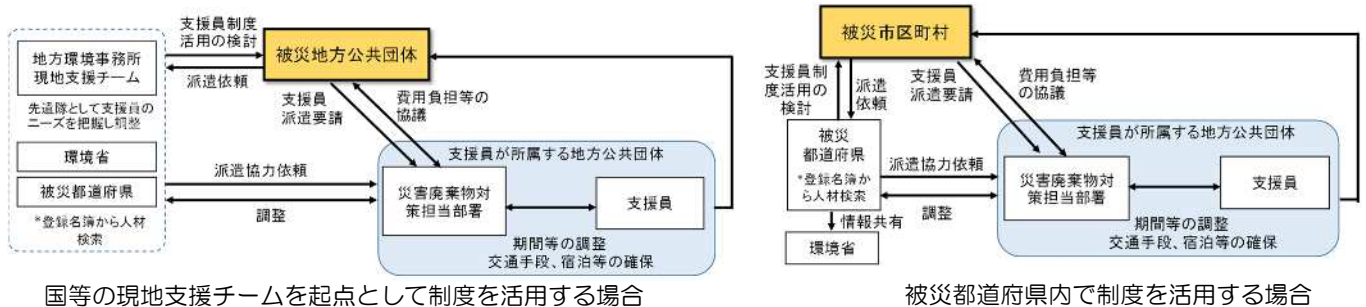 支援員制度
活用の検討
地方環境事務所
現地支援チーム
被災地方公共団体
派遣依頼
先遣隊として支援員の
ニーズを把握し調整
支援員
派遣要請
費用負担等の
協議
環境省
被災都道府県
*登録名簿から人材
検索
派遣協力依頼
調整
支援員が所属する地方公共団体
災害廃棄物対
策担当部署
支援員
期間等の調整
交通手段、宿泊等の確保
国等の現地支援チームを起点として制度を活用する場合
被災市区町村
支援員制
度活用の
検討
派遣
依頼
支援員
派遣要請
費用負担等
の協議
被災
都道府県
*登録名簿か
ら人材検索
派遣協力依頼
調整
情報共有
環境省
支援員が所属する地方公共団体
災害廃棄物対
策担当部署
支援員
期間等の調整
交通手段、宿泊等の確保
被災都道府県内で制度を活用する場合